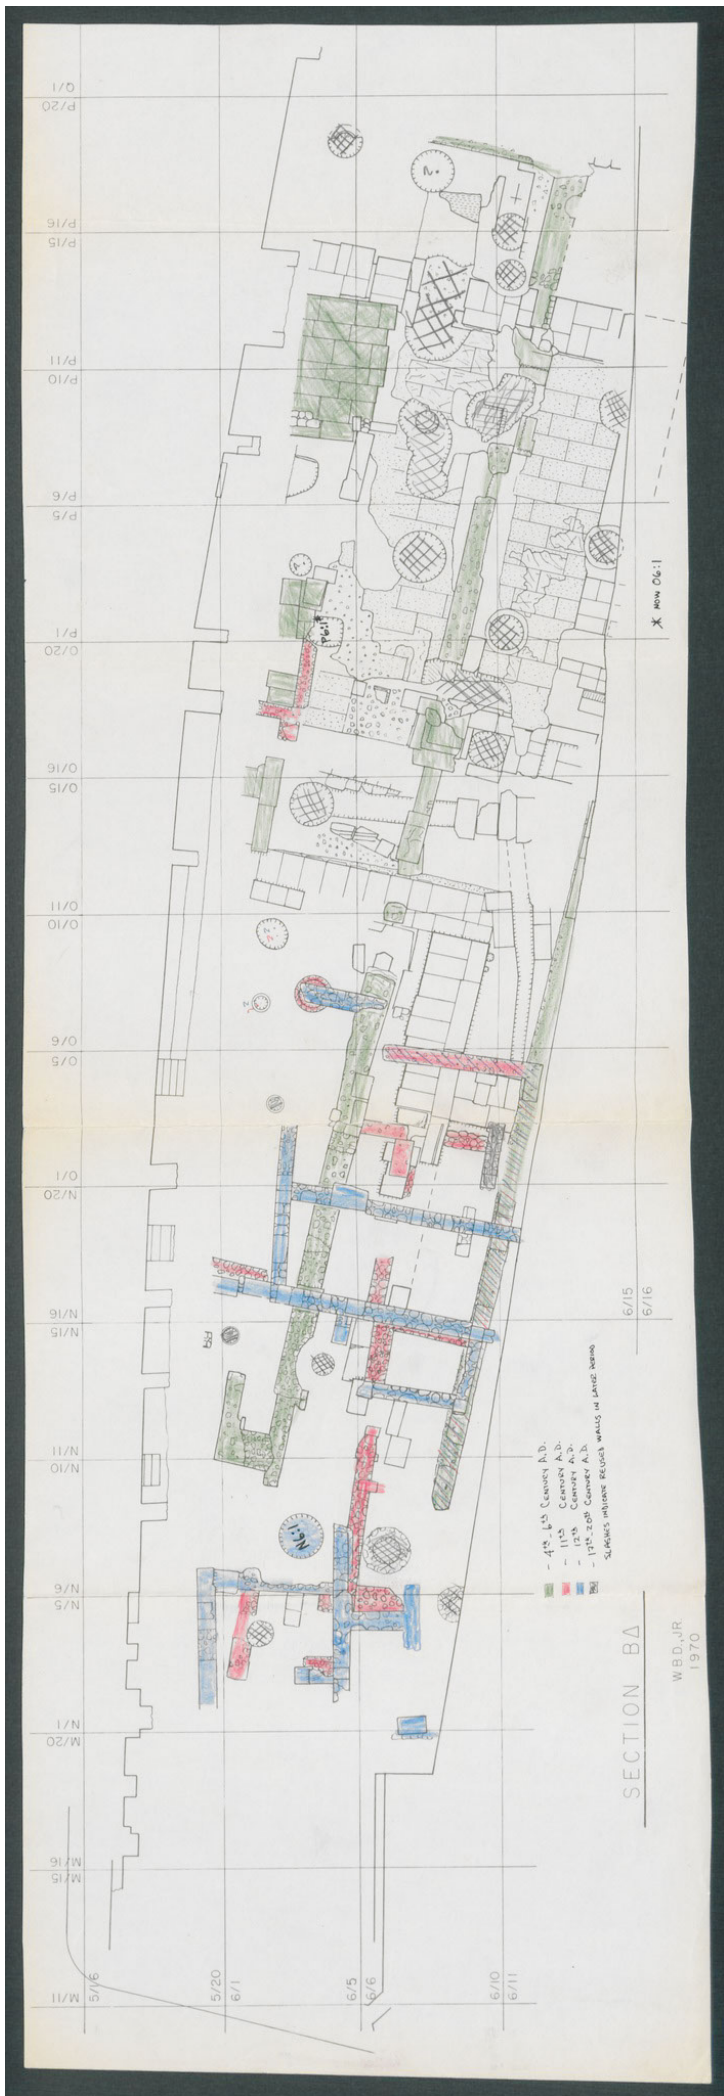 Q/1
P/20
P/16
P/15
P/11
P/10
P/6
P/5
P/1
O/20
O/16
O/15
O/11
O/10
O/6
O/5
O/1
N/20
N/16
N/15
N/11
N/10
N/6
N/5
N/1
M/20
M/16
M/15
M/11
5/16
5/20
6/1
6/5
6/6
6/10
6/11
6/15
6/16
?
P6:1*
* NOW O6:1
N6:1
- 4th-6th CENTURY A.D.
- 11th CENTURY A.D.
- 12th CENTURY A.D.
CENTURY A.D.
SLASHES INDICATE REUSED WALLS IN LATER PERIOD
SECTION BΔ
W.B.D., JR.
1970